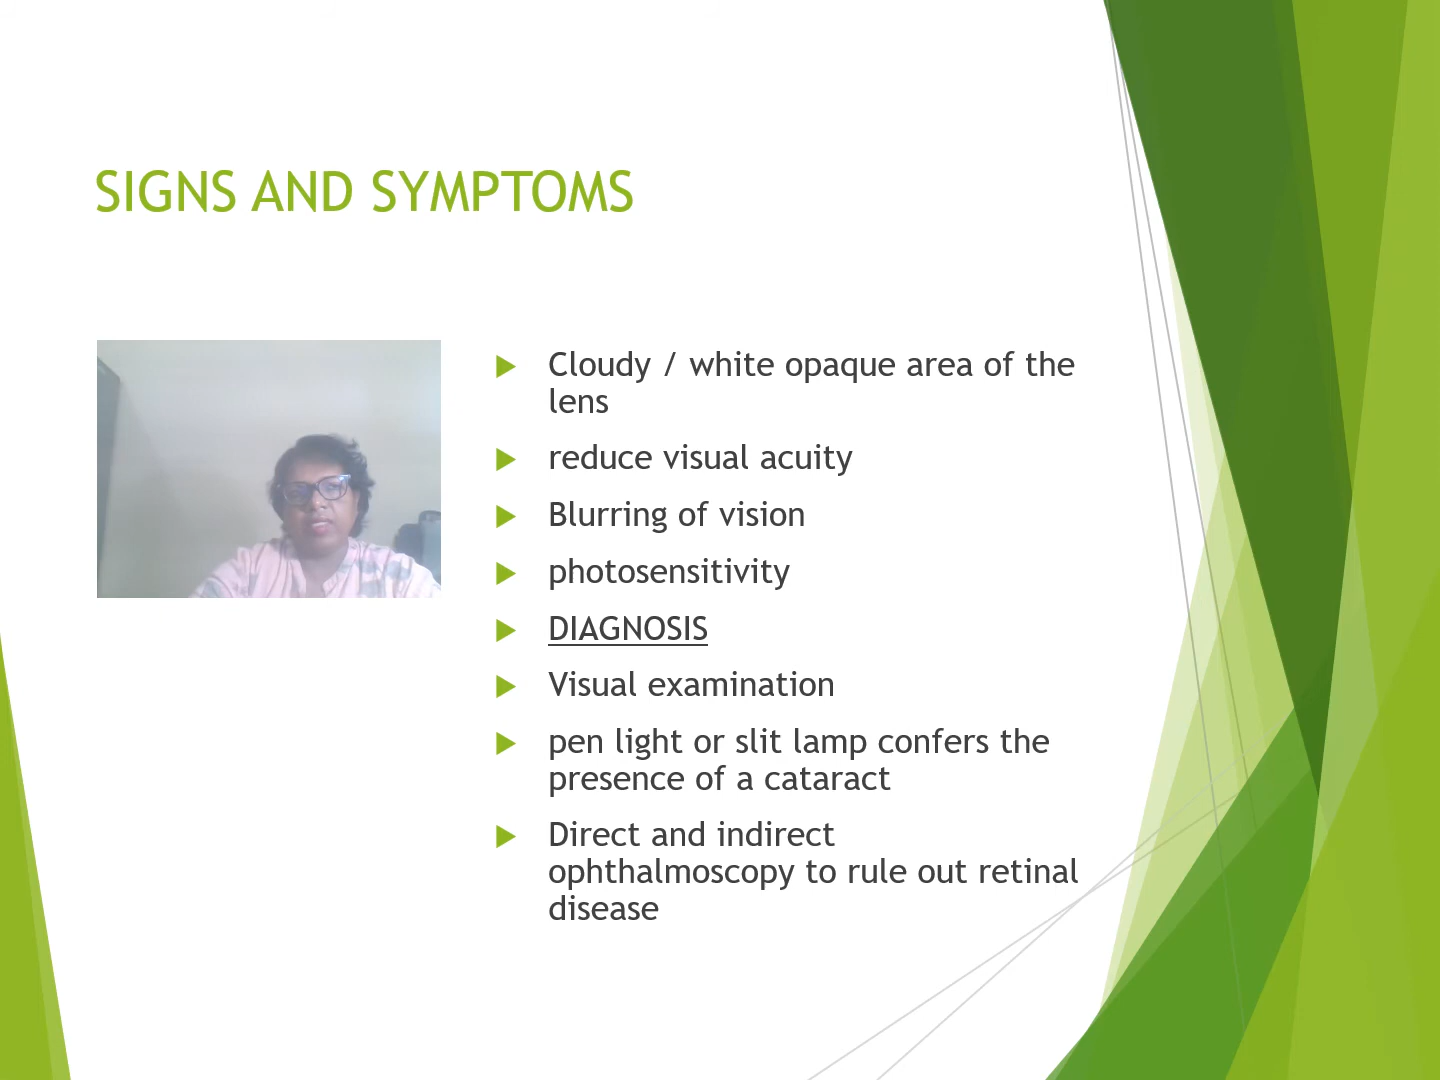 SIGNS AND SYMPTOMS
Cloudy / white opaque area of the
lens
reduce visual acuity
Blurring of vision
photosensitivity
DIAGNOSIS
Visual examination
pen light or slit lamp confers the
presence of a cataract
Direct and indirect
ophthalmoscopy to rule out retinal
disease